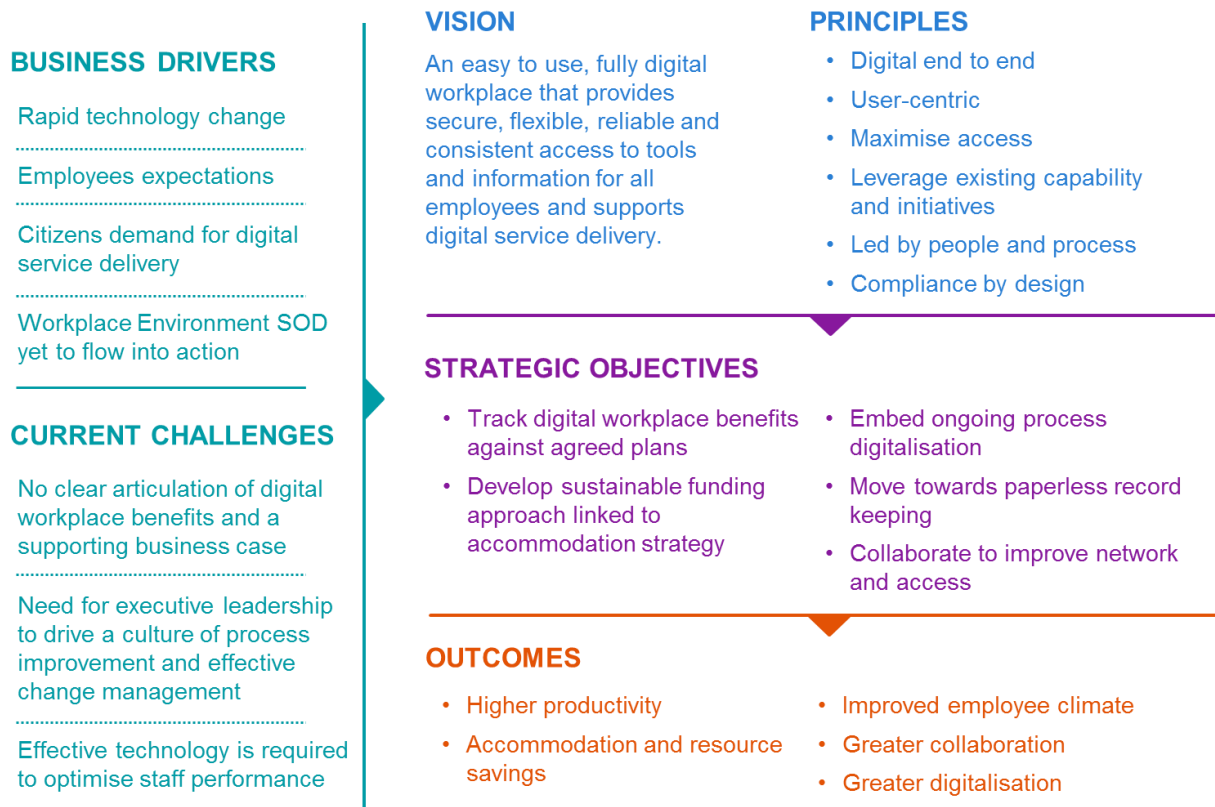 BUSINESS DRIVERS
Rapid technology change
Employees expectations
Citizens demand for digital
service delivery
Workplace Environment SOD
yet to flow into action
CURRENT CHALLENGES
No clear articulation of digital
workplace benefits and a
supporting business case
Need for executive leadership
to drive a culture of process
improvement and effective
change management
Effective technology is required
to optimise staff performance
VISION
An easy to use, fully digital
workplace that provides
secure, flexible, reliable and
consistent access to tools
and information for all
employees and supports
digital service delivery.
PRINCIPLES
• Digital end to end
• User-centric
• Maximise access
• Leverage existing capability
and initiatives
• Led by people and process
• Compliance by design
STRATEGIC OBJECTIVES
• Track digital workplace benefits
against agreed plans
• Develop sustainable funding
approach linked to
accommodation strategy
• Embed ongoing process
digitalisation
• Move towards paperless record
keeping
• Collaborate to improve network
and access
OUTCOMES
• Higher productivity
• Accommodation and resource
savings
• Improved employee climate
• Greater collaboration
• Greater digitalisation